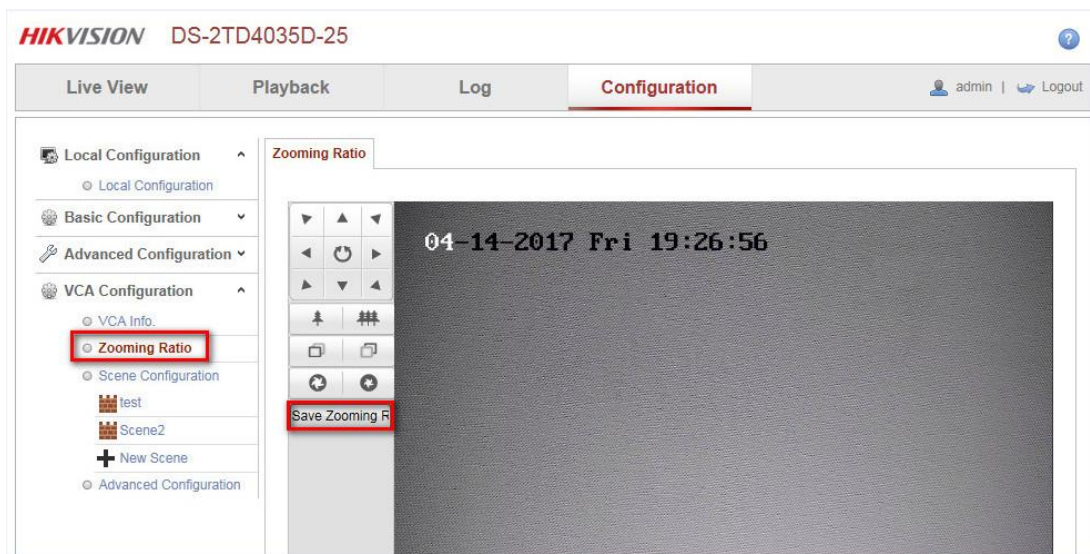 HIKVISION DS-2TD4035D-25
Live View Playback Log Configuration admin | Logout
Local Configuration
Local Configuration
Basic Configuration
Advanced Configuration
VCA Configuration
VCA Info.
Zooming Ratio
Scene Configuration
test
Scene2
New Scene
Advanced Configuration
Zooming Ratio
04-14-2017 Fri 19:26:56
Save Zooming R